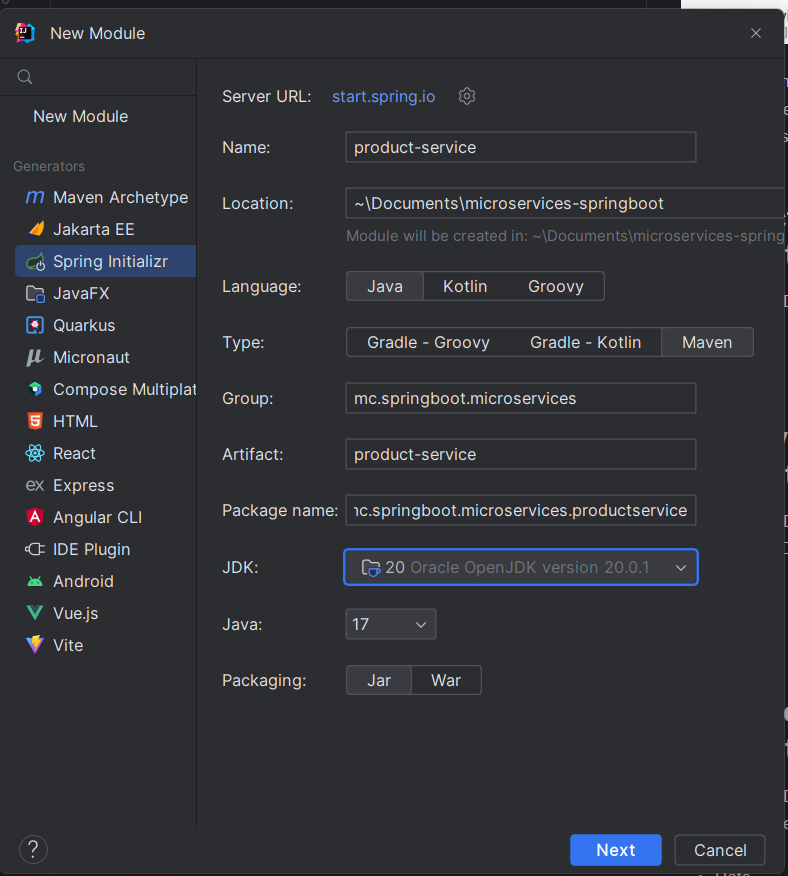 New Module
New Module
Generators
Maven Archetype
Jakarta EE
Spring Initializr
JavaFX
Quarkus
Micronaut
Compose Multiplat
HTML
React
Express
Angular CLI
IDE Plugin
Android
Vue.js
Vite
Server URL: start.spring.io
Name: product-service
Location: ~\Documents\microservices-springboot
Module will be created in: ~\Documents\microservices-spring
Language: Java Kotlin Groovy
Type: Gradle - Groovy Gradle - Kotlin Maven
Group: mc.springboot.microservices
Artifact: product-service
Package name: mc.springboot.microservices.productservice
JDK: 20 Oracle OpenJDK version 20.0.1
Java: 17
Packaging: Jar War
? Next Cancel